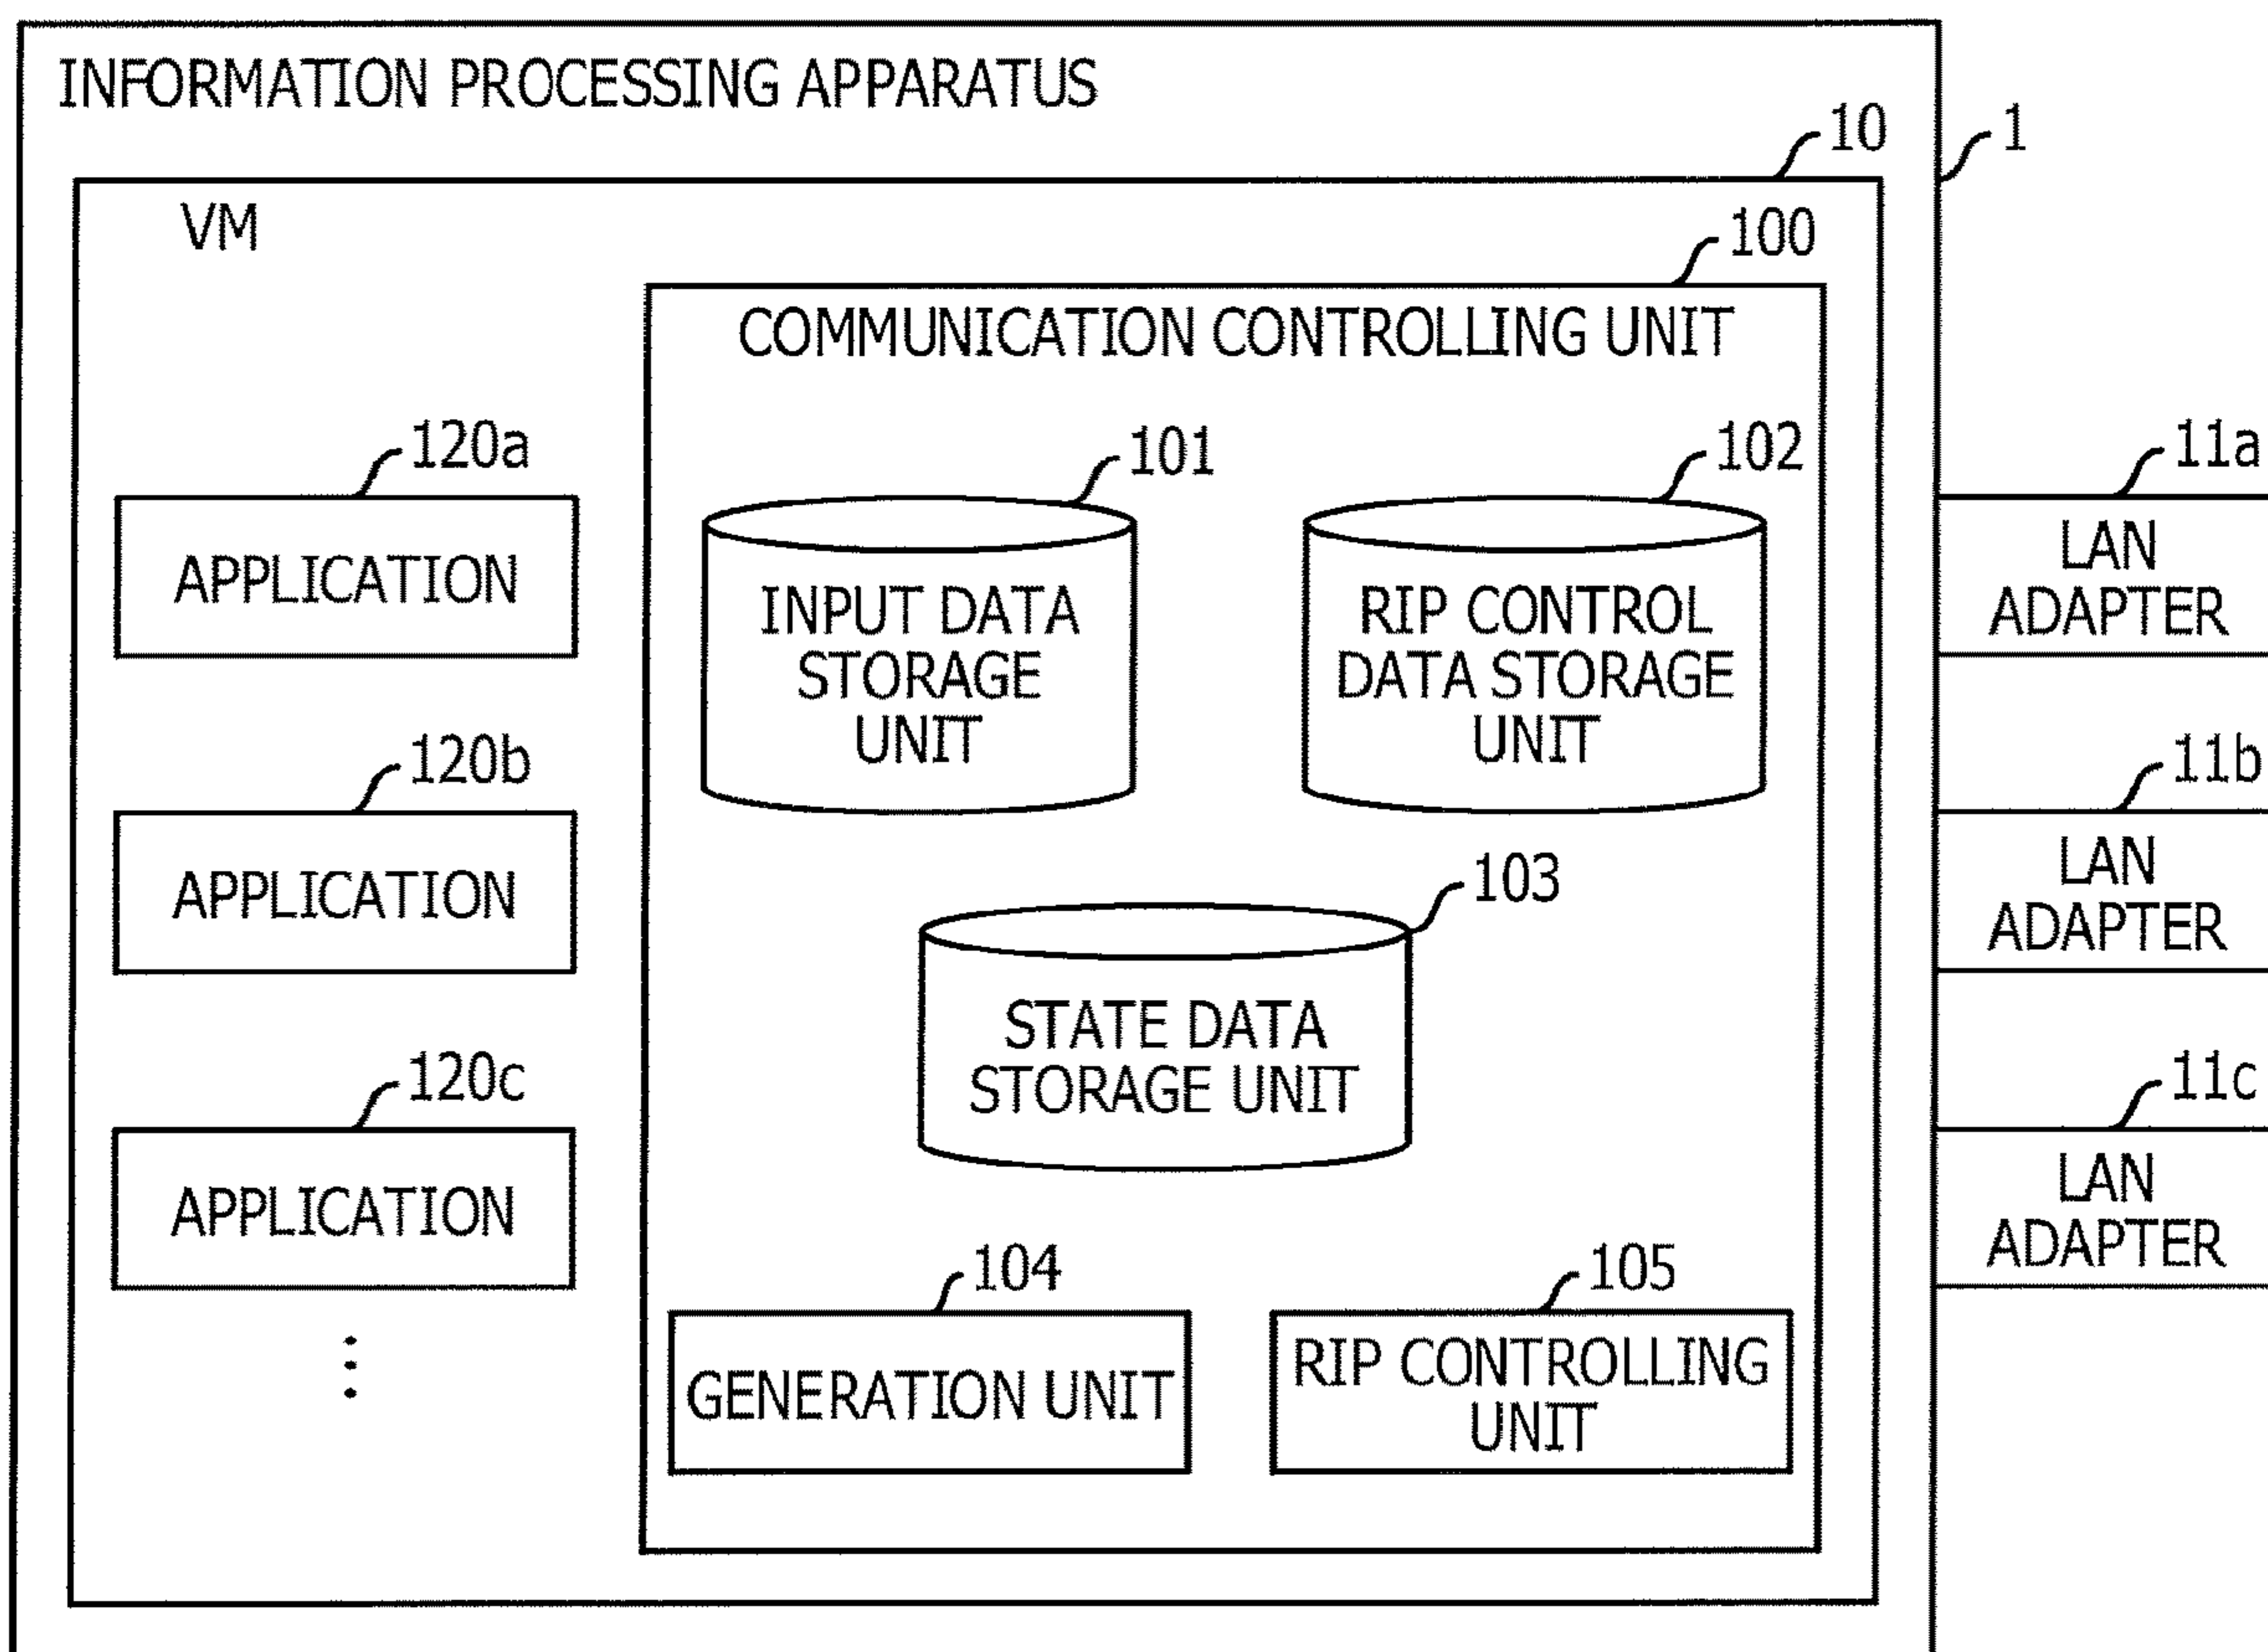 INFORMATION PROCESSING APPARATUS
10
1
VM
100
COMMUNICATION CONTROLLING UNIT
120a
APPLICATION
120b
APPLICATION
120c
APPLICATION
101
INPUT DATA
STORAGE
UNIT
102
RIP CONTROL
DATA STORAGE
UNIT
103
STATE DATA
STORAGE UNIT
104
GENERATION UNIT
105
RIP CONTROLLING
UNIT
11a
LAN
ADAPTER
11b
LAN
ADAPTER
11c
LAN
ADAPTER